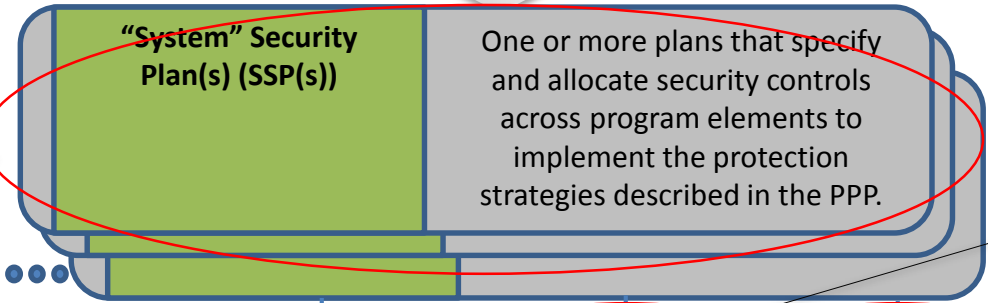 “System” Security
Plan(s) (SSP(s))
One or more plans that specify
and allocate security controls
across program elements to
implement the protection
strategies described in the PPP.